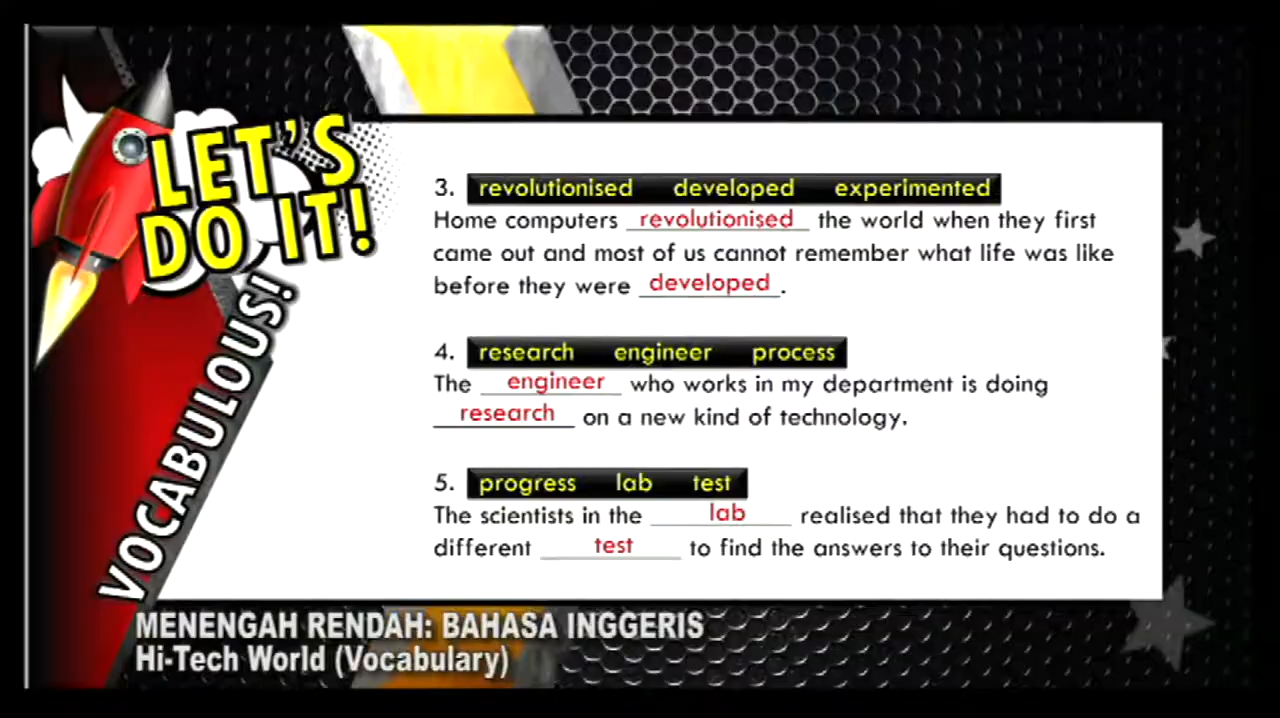 LET'S
DO IT!
VOCABULOUS!
3. revolutionised developed experimented
Home computers revolutionised the world when they first
came out and most of us cannot remember what life was like
before they were developed.
4. research engineer process
The engineer who works in my department is doing
research on a new kind of technology.
5. progress lab test
The scientists in the lab realised that they had to do a
different test to find the answers to their questions.
MENENGAH RENDAH: BAHASA INGGERIS
Hi-Tech World (Vocabulary)